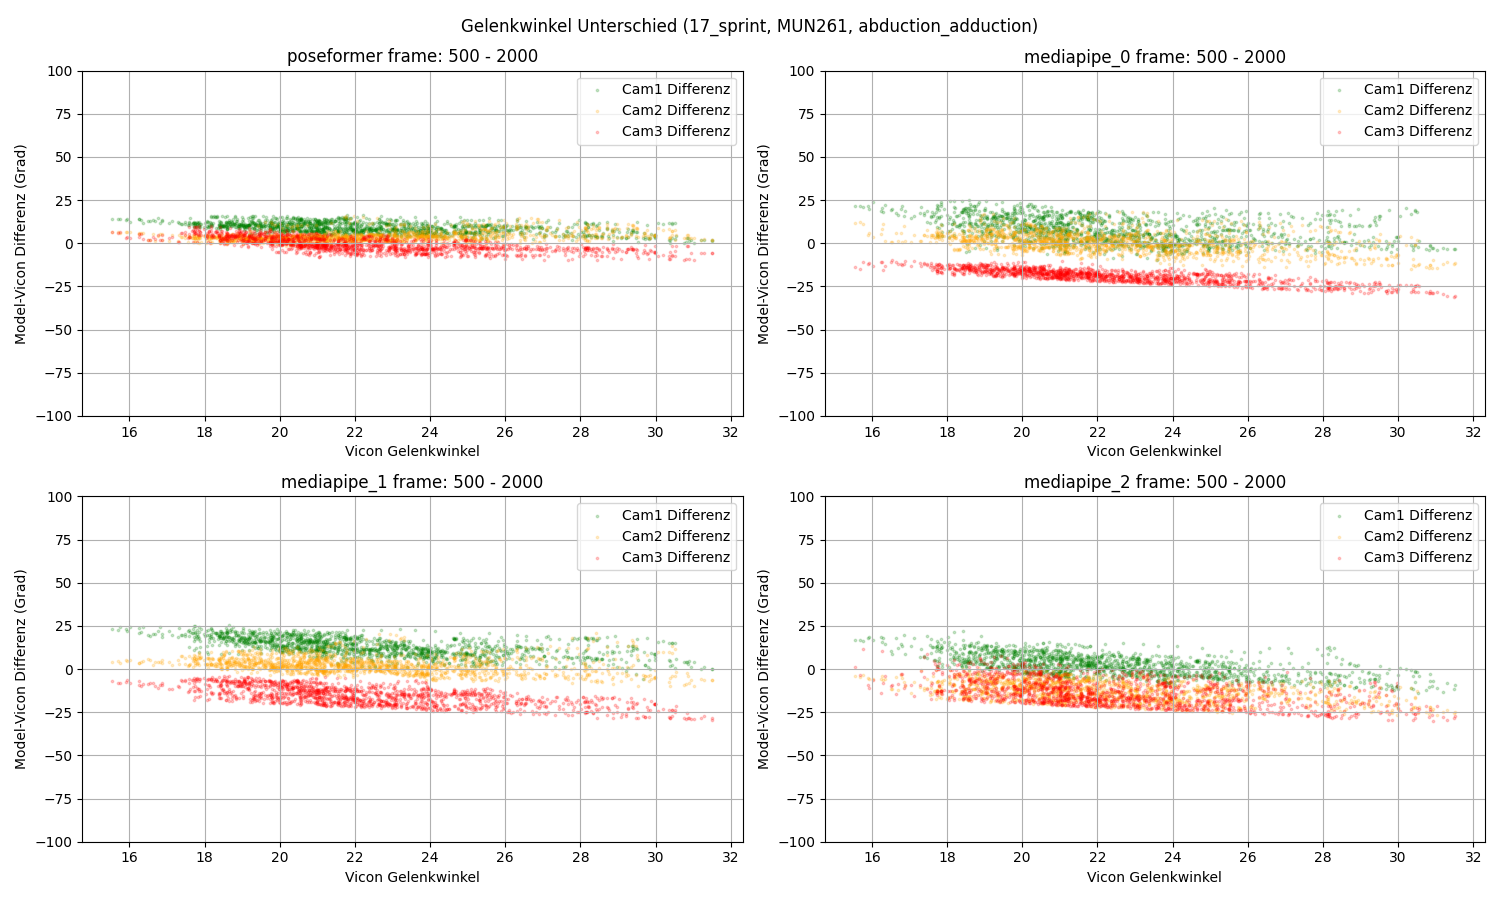 Gelenkwinkel Unterschied (17_sprint, MUN261, abduction_adduction)
poseformer frame: 500 - 2000
Model-Vicon Differenz (Grad)
100
75
50
25
0
−25
−50
−75
−100
Cam1 Differenz
Cam2 Differenz
Cam3 Differenz
16 18 20 22 24 26 28 30 32
Vicon Gelenkwinkel
mediapipe_0 frame: 500 - 2000
Model-Vicon Differenz (Grad)
100
75
50
25
0
−25
−50
−75
−100
Cam1 Differenz
Cam2 Differenz
Cam3 Differenz
16 18 20 22 24 26 28 30 32
Vicon Gelenkwinkel
mediapipe_1 frame: 500 - 2000
Model-Vicon Differenz (Grad)
100
75
50
25
0
−25
−50
−75
−100
Cam1 Differenz
Cam2 Differenz
Cam3 Differenz
16 18 20 22 24 26 28 30 32
Vicon Gelenkwinkel
mediapipe_2 frame: 500 - 2000
Model-Vicon Differenz (Grad)
100
75
50
25
0
−25
−50
−75
−100
Cam1 Differenz
Cam2 Differenz
Cam3 Differenz
16 18 20 22 24 26 28 30 32
Vicon Gelenkwinkel